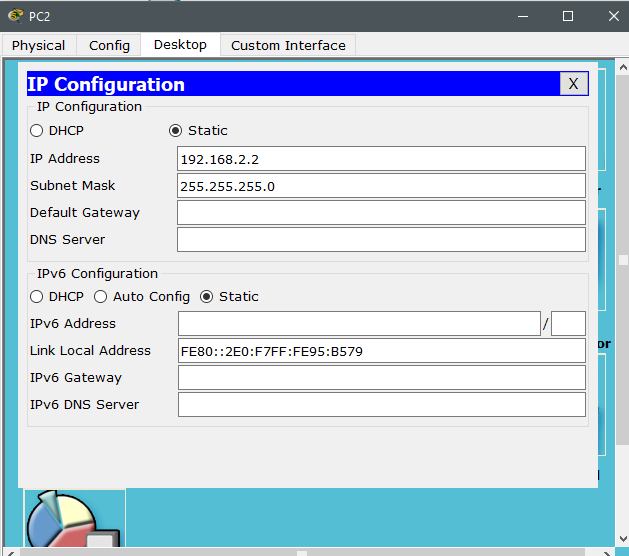 PC2
Physical Config Desktop Custom Interface
IP Configuration X
IP Configuration
DHCP Static
IP Address 192.168.2.2
Subnet Mask 255.255.255.0
Default Gateway
DNS Server
IPv6 Configuration
DHCP Auto Config Static
IPv6 Address /
Link Local Address FE80::2E0:F7FF:FE95:B579
IPv6 Gateway
IPv6 DNS Server